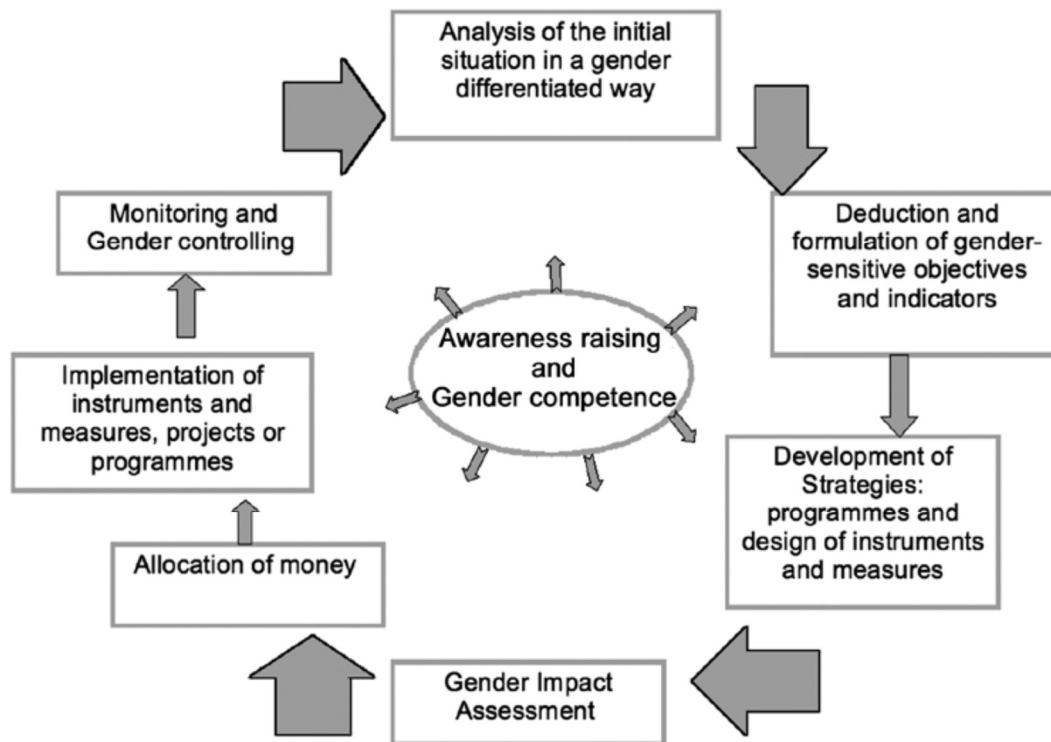 Analysis of the initial
situation in a gender
differentiated way
Deduction and
formulation of gender-
sensitive objectives
and indicators
Development of
Strategies:
programmes and
design of instruments
and measures
Gender Impact
Assessment
Allocation of money
Implementation of
instruments and
measures, projects or
programmes
Monitoring and
Gender controlling
Awareness raising
and
Gender competence